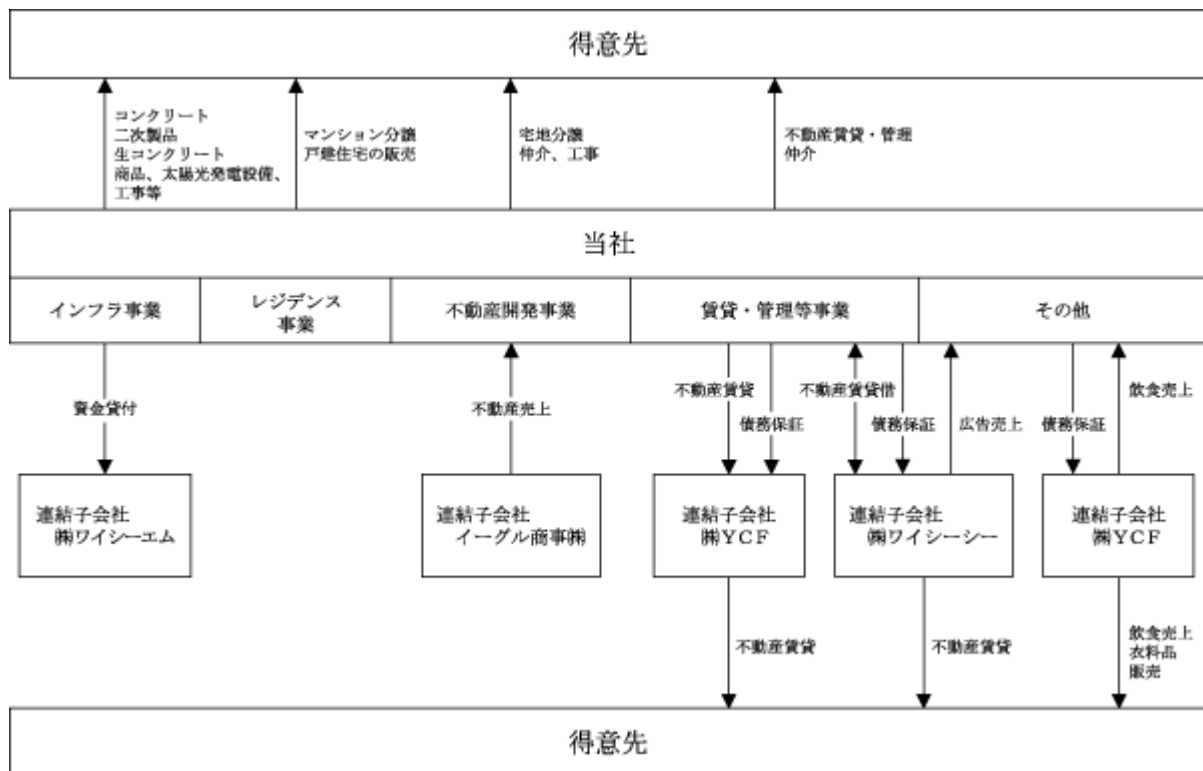 得意先
コンクリート
二次製品
生コンクリート
商品、太陽光発電設備、
工事等
マンション分譲
戸建住宅の販売
宅地分譲
仲介、工事
不動産賃貸・管理
仲介
当社
インフラ事業
レジデンス
事業
不動産開発事業
賃貸・管理等事業
その他
資金貸付
不動産売上
不動産賃貸
債務保証
不動産賃貸借
債務保証
広告売上
債務保証
飲食売上
連結子会社
㈱ワイシーエム
連結子会社
イーグル商事㈱
連結子会社
㈱YCF
連結子会社
㈱ワイシーシー
連結子会社
㈱YCF
不動産賃貸
不動産賃貸
飲食売上
衣料品
販売
得意先